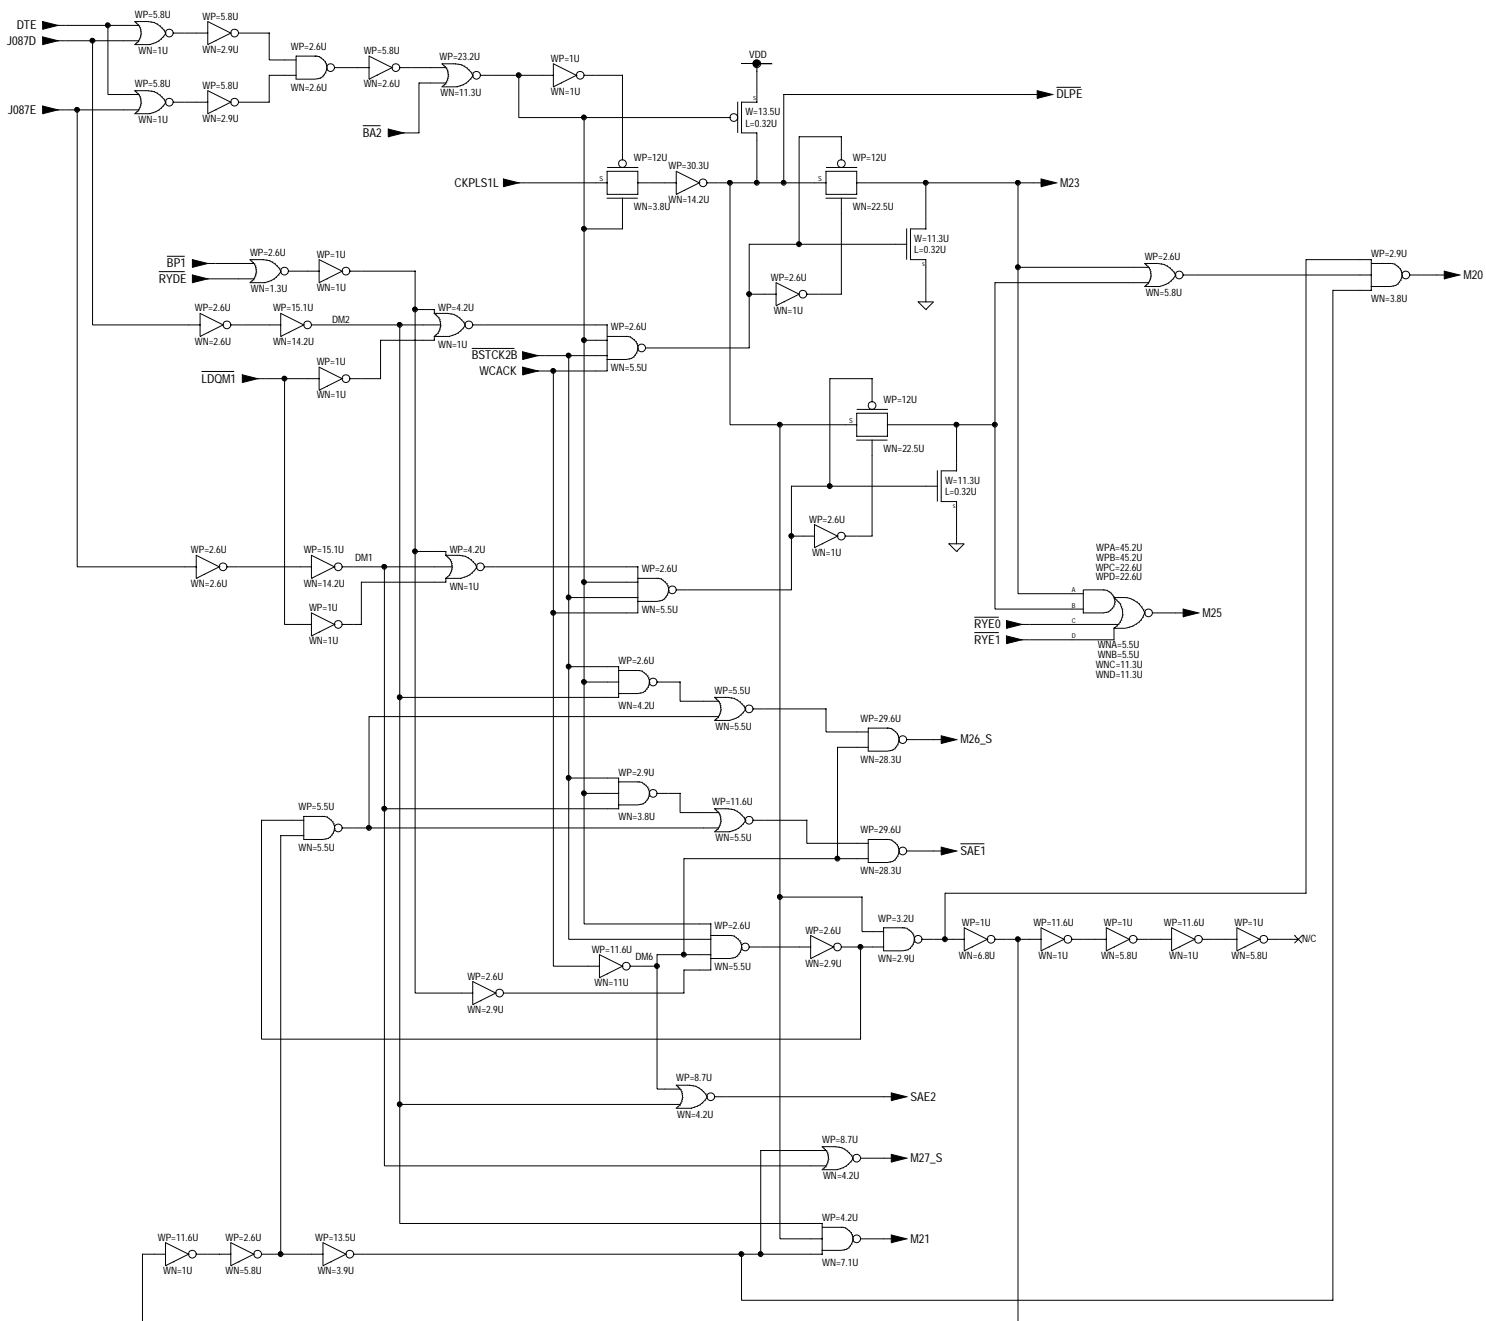 WP=5.8U
WP=5.8U
DTE
J087D
WN=1U
WN=2.9U
WP=2.6U
WN=2.6U
WP=5.8U
WN=2.6U
WP=23.2U
WN=11.3U
WP=1U
WN=1U
VDD
W=13.5U
L=0.32U
DLPE
WP=5.8U
WP=5.8U
J087E
WN=1U
WN=2.9U
BA2
CKPLS1L
S
WP=12U
WN=3.8U
WP=30.3U
WN=14.2U
S
S
WP=12U
WN=22.5U
M23
W=11.3U
L=0.32U
S
BP1
RYDE
WP=2.6U
WN=1.3U
WP=1U
WN=1U
WP=2.6U
WN=1U
WP=2.6U
WN=5.8U
WP=2.9U
WN=3.8U
M20
WP=2.6U
WN=2.6U
WP=15.1U
WN=14.2U
DM2
WP=4.2U
WN=1U
WP=2.6U
WN=5.5U
BSTCK2B
WCACK
LDQM1
WP=1U
WN=1U
S
WP=12U
WN=22.5U
W=11.3U
L=0.32U
S
WP=2.6U
WN=1U
WP=2.6U
WN=2.6U
WP=15.1U
WN=14.2U
DM1
WP=4.2U
WN=1U
WP=2.6U
WN=5.5U
WP=1U
WN=1U
WPA=45.2U
WPB=45.2U
WPC=22.6U
WPD=22.6U
A
B
RYE0
C
RYE1
D
M25
WNA=5.5U
WNB=5.5U
WNC=11.3U
WND=11.3U
WP=2.6U
WN=4.2U
WP=5.5U
WN=5.5U
WP=29.6U
WN=28.3U
M26_S
WP=2.9U
WN=3.8U
WP=11.6U
WN=5.5U
WP=29.6U
WN=28.3U
SAE1
WP=5.5U
WN=5.5U
WP=11.6U
WN=11U
DM6
WP=2.6U
WN=5.5U
WP=2.6U
WN=2.9U
WP=3.2U
WN=2.9U
WP=1U
WN=6.8U
WP=11.6U
WN=1U
WP=1U
WN=5.8U
WP=11.6U
WN=1U
WP=1U
WN=5.8U
N/C
WP=2.6U
WN=2.9U
WP=8.7U
WN=4.2U
SAE2
WP=8.7U
WN=4.2U
M27_S
WP=4.2U
WN=7.1U
M21
WP=11.6U
WN=1U
WP=2.6U
WN=5.8U
WP=13.5U
WN=3.9U